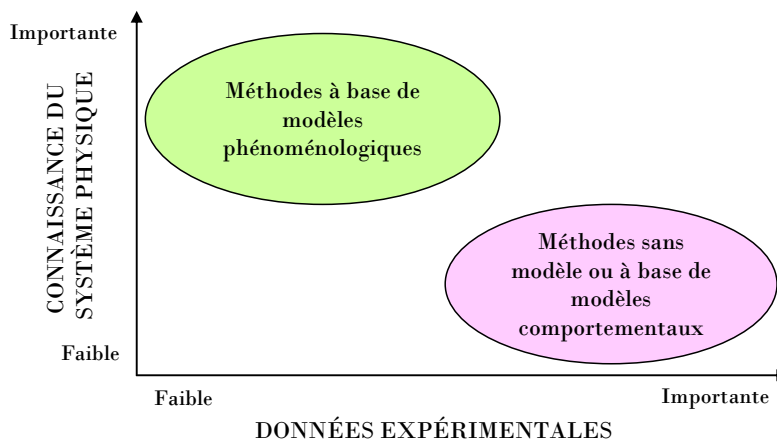 Importante
CONNAISSANCE DU
SYSTÈME PHYSIQUE
Faible
Méthodes à base de
modèles
phénoménologiques
Méthodes sans
modèle ou à base de
modèles
comportementaux
Faible
Importante
DONNÉES EXPÉRIMENTALES